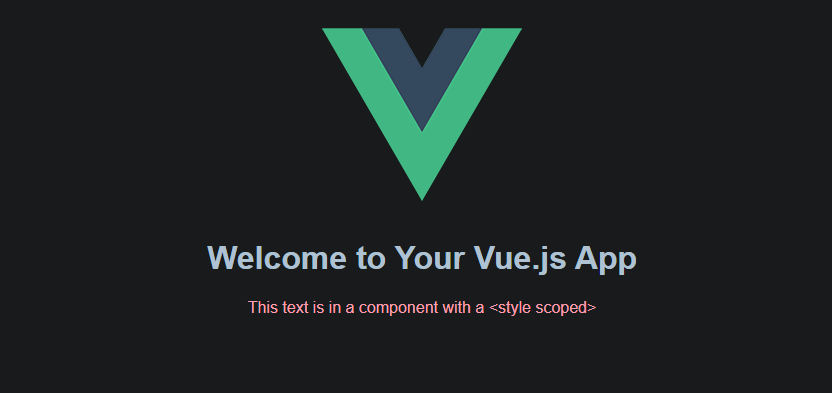 Welcome to Your Vue.js App
This text is in a component with a <style scoped>